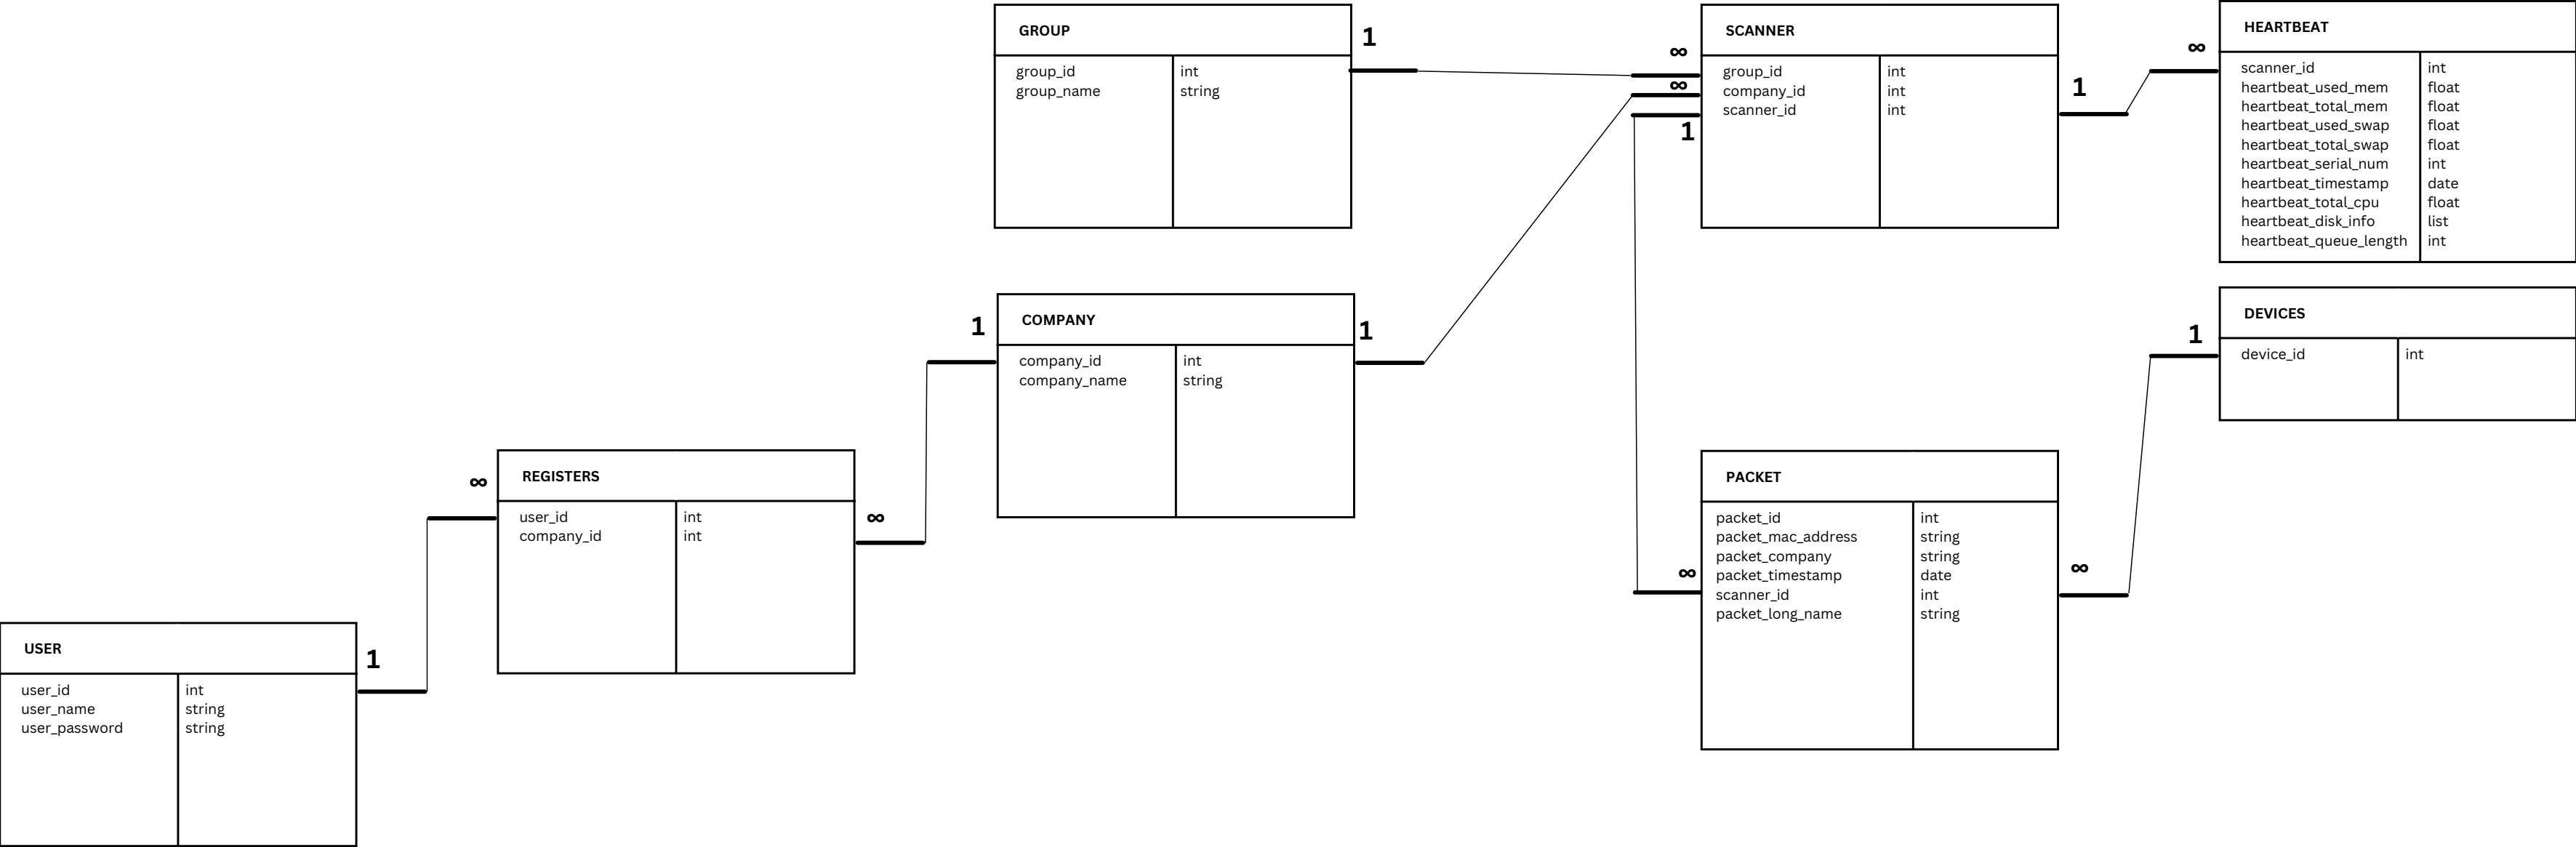 GROUP
group_id int
group_name string
1
∞
∞
1
SCANNER
group_id int
company_id int
scanner_id int
1
∞
HEARTBEAT
scanner_id int
heartbeat_used_mem float
heartbeat_total_mem float
heartbeat_used_swap float
heartbeat_total_swap float
heartbeat_serial_num int
heartbeat_timestamp date
heartbeat_total_cpu float
heartbeat_disk_info list
heartbeat_queue_length int
1
COMPANY
company_id int
company_name string
1
1
DEVICES
device_id int
∞
REGISTERS
user_id int
company_id int
∞
PACKET
packet_id int
packet_mac_address string
packet_company string
packet_timestamp date
scanner_id int
packet_long_name string
∞
∞
USER
user_id int
user_name string
user_password string
1